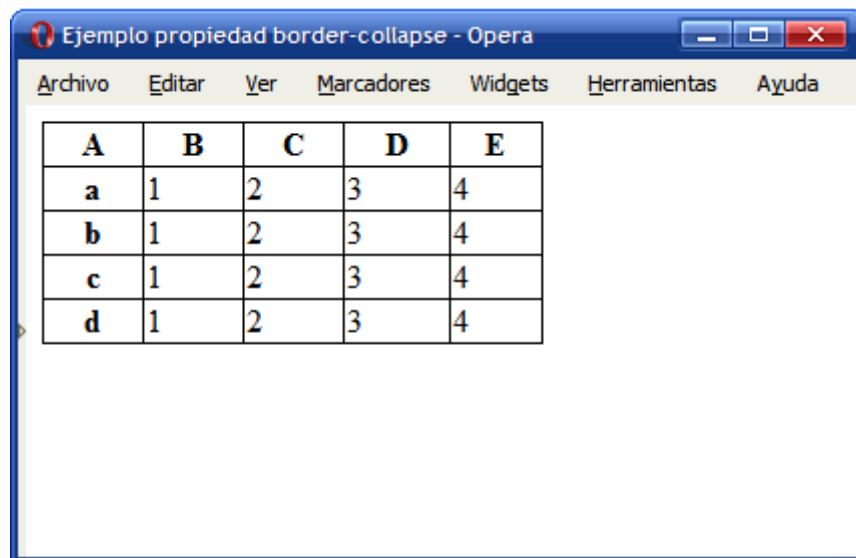 Ejemplo propiedad border-collapse - Opera
Archivo Editar Ver Marcadores Widgets Herramientas Ayuda
A B C D E
a 1 2 3 4
b 1 2 3 4
c 1 2 3 4
d 1 2 3 4